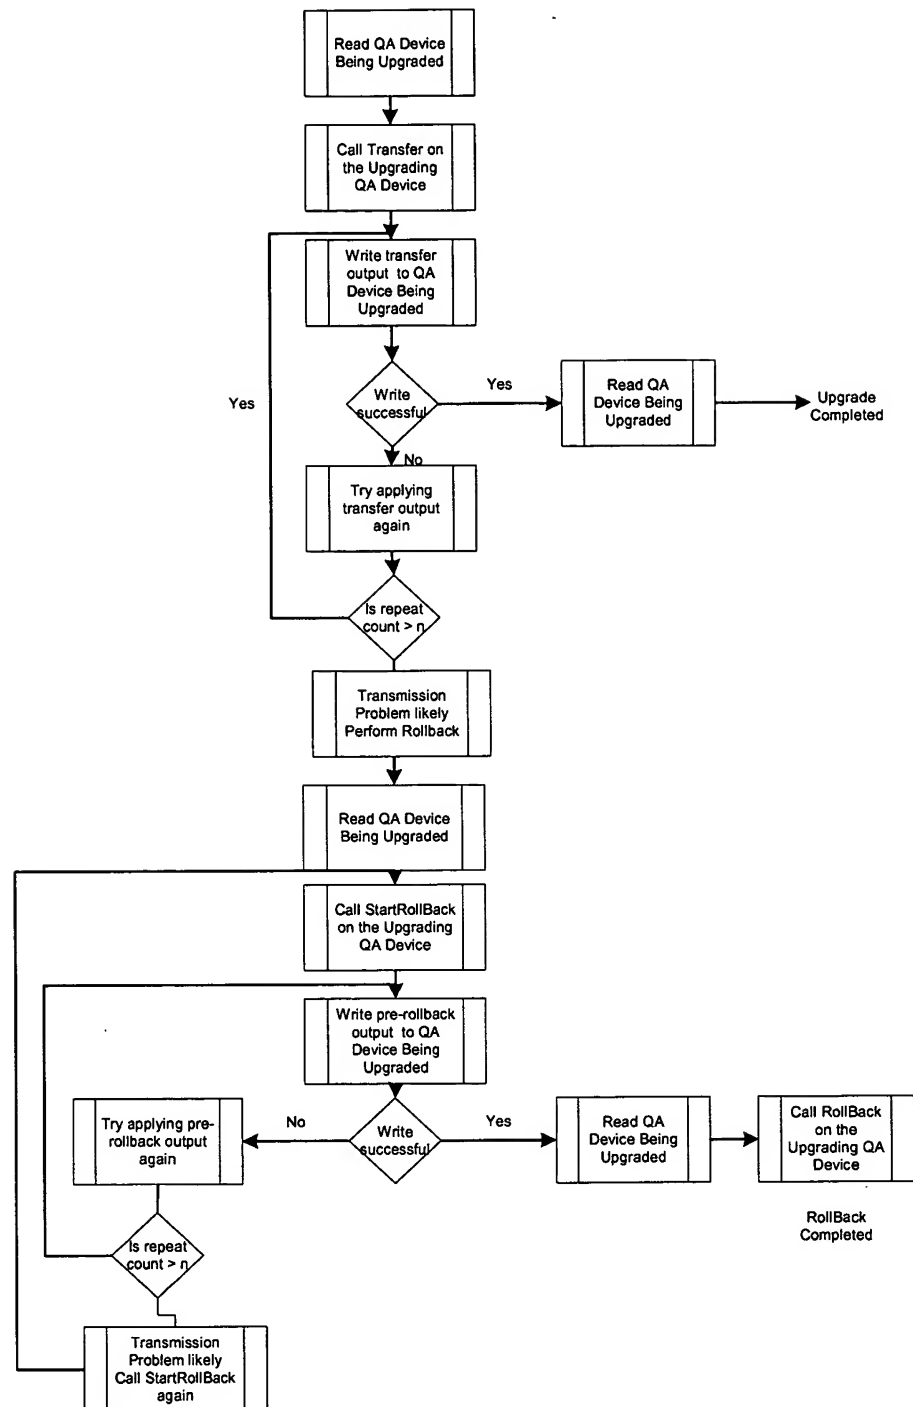 Read QA Device
Being Upgraded
Call Transfer on
the Upgrading
QA Device
Write transfer
output to QA
Device Being
Upgraded
Write
successful
Yes
Read QA
Device Being
Upgraded
Upgrade
Completed
Yes
No
Try applying
transfer output
again
Is repeat
count > n
Transmission
Problem likely
Perform Rollback
Read QA Device
Being Upgraded
Call StartRollBack
on the Upgrading
QA Device
Write pre-rollback
output to QA
Device Being
Upgraded
Try applying pre-
rollback output
again
No
Write
successful
Yes
Read QA
Device Being
Upgraded
Call RollBack
on the
Upgrading QA
Device
RollBack
Completed
Is repeat
count > n
Transmission
Problem likely
Call StartRollBack
again